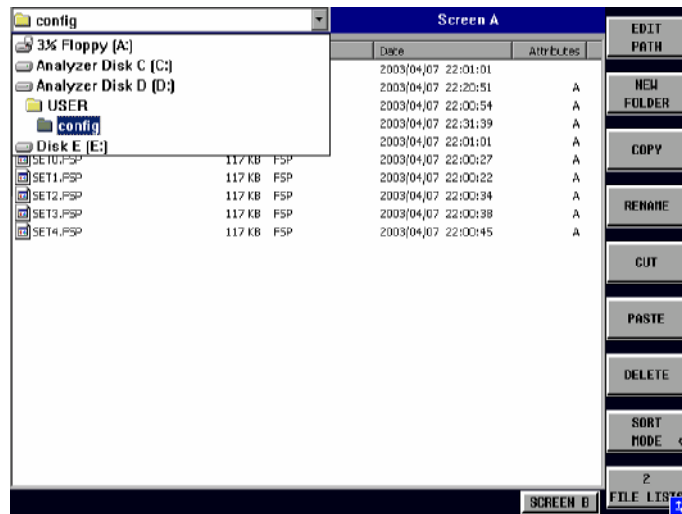 config
Screen A
3½ Floppy (A:)
Analyzer Disk C (C:)
Analyzer Disk D (D:)
USER
config
Disk E (E:)
Date Attributes
2003/04/07 22:01:01
2003/04/07 22:20:51 A
2003/04/07 22:00:54 A
2003/04/07 22:31:39 A
2003/04/07 22:01:01 A
SET0.FSP 117 KB FSP 2003/04/07 22:00:27 A
SET1.FSP 117 KB FSP 2003/04/07 22:00:22 A
SET2.FSP 117 KB FSP 2003/04/07 22:00:34 A
SET3.FSP 117 KB FSP 2003/04/07 22:00:38 A
SET4.FSP 117 KB FSP 2003/04/07 22:00:45 A
SCREEN B
EDIT
PATH
NEW
FOLDER
COPY
RENAME
CUT
PASTE
DELETE
SORT
MODE
2
FILE LISTS